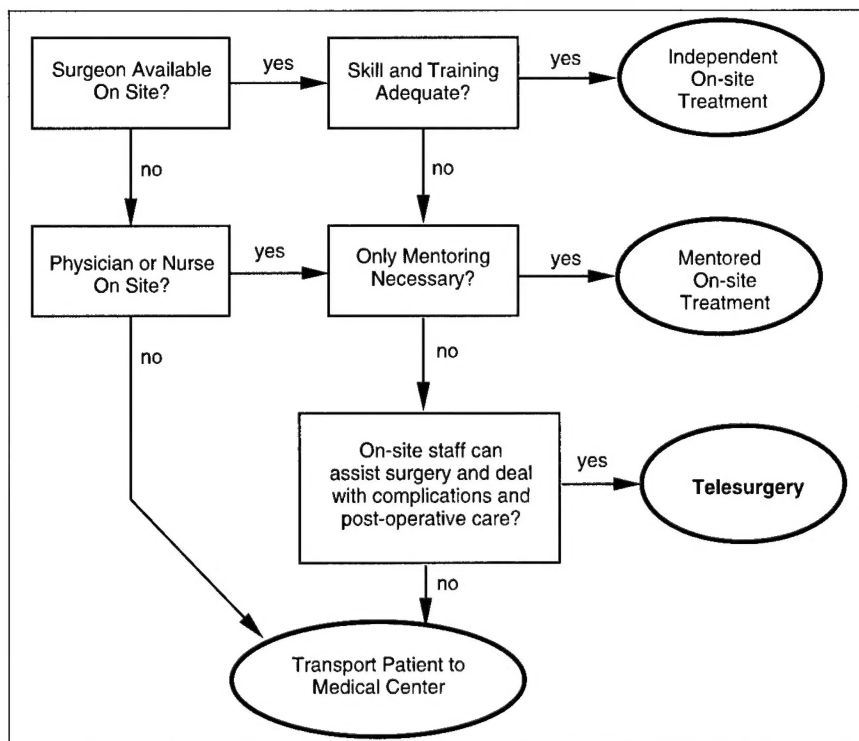 Surgeon Available
On Site?
yes
Skill and Training
Adequate?
yes
Independent
On-site
Treatment
no
no
Physician or Nurse
On Site?
yes
Only Mentoring
Necessary?
yes
Mentored
On-site
Treatment
no
no
On-site staff can
assist surgery and deal
with complications and
post-operative care?
yes
Telesurgery
no
Transport Patient to
Medical Center